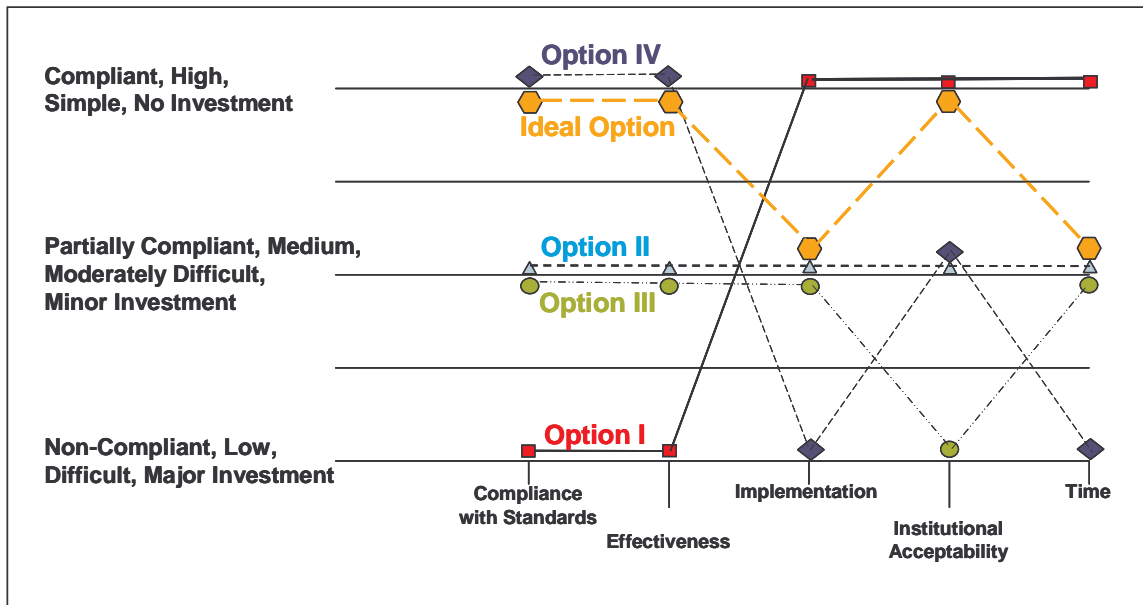 Option IV
Compliant, High,
Simple, No Investment
Ideal Option
Partially Compliant, Medium,
Moderately Difficult,
Minor Investment
Option II
Option III
Non-Compliant, Low,
Difficult, Major Investment
Option I
Compliance
with Standards
Effectiveness
Implementation
Institutional
Acceptability
Time